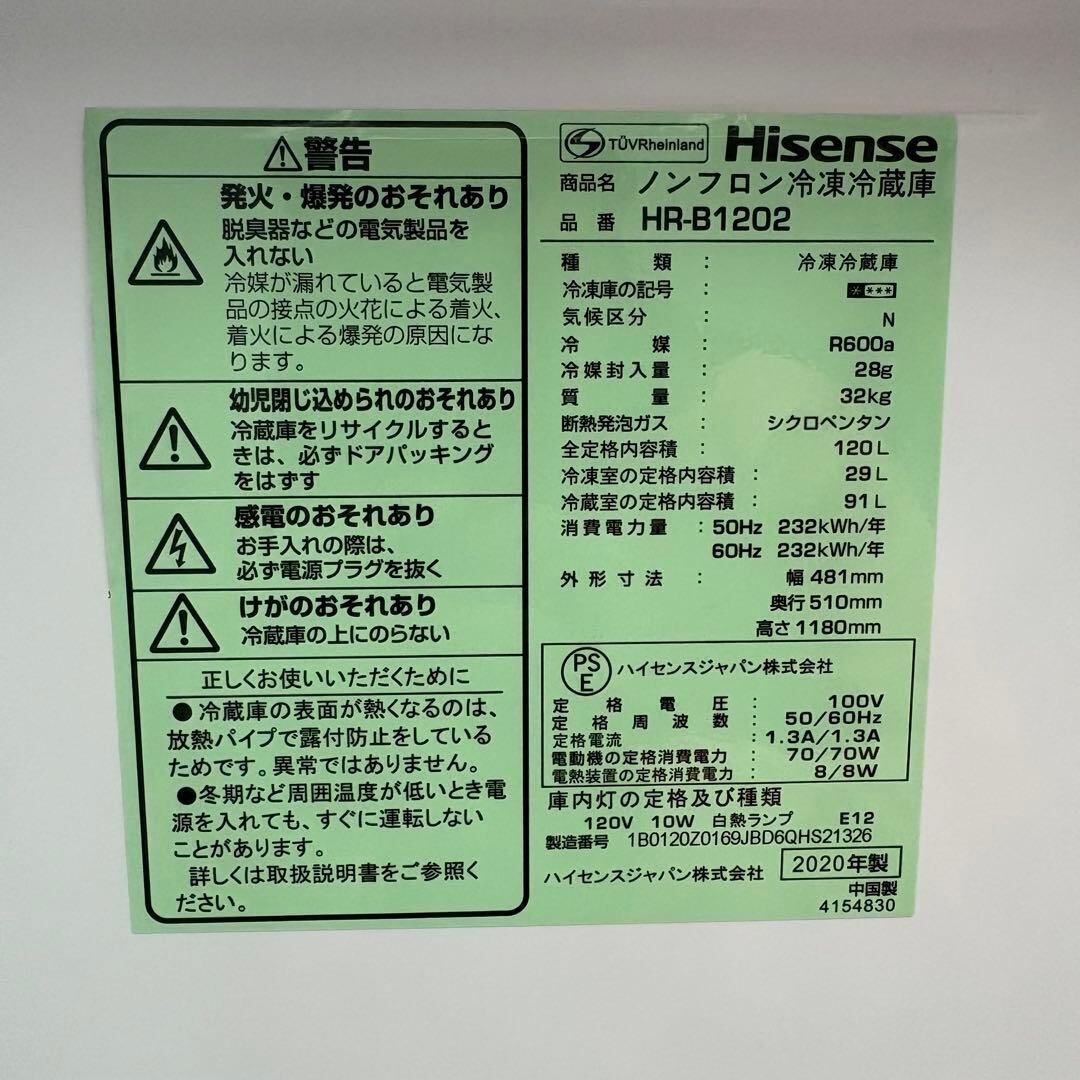 ⚠警告
発火・爆発のおそれあり
脱臭器などの電気製品を
入れない
冷媒が漏れていると電気製
品の接点の火花による着火、
着火による爆発の原因にな
ります。
幼児閉じ込められのおそれあり
冷蔵庫をリサイクルすると
きは、必ずドアパッキング
をはずす
感電のおそれあり
お手入れの際は、
必ず電源プラグを抜く
けがのおそれあり
冷蔵庫の上にのらない
正しくお使いいただくために
●冷蔵庫の表面が熱くなるのは、
放熱パイプで露付防止をしている
ためです。異常ではありません。
●冬期など周囲温度が低いとき電
源を入れても、すぐに運転しない
ことがあります。
詳しくは取扱説明書をご参照く
ださい。
TÜVRheinland Hisense
商品名 ノンフロン冷凍冷蔵庫
品番 HR-B1202
種類 : 冷凍冷蔵庫
冷凍庫の記号 : ****
気候区分 : N
冷媒 : R600a
冷媒封入量 : 28g
質量 : 32kg
断熱発泡ガス : シクロペンタン
全定格内容積 : 120L
冷凍室の定格内容積 : 29L
冷蔵室の定格内容積 : 91L
消費電力量 : 50Hz 232kWh/年
60Hz 232kWh/年
外形寸法 : 幅 481mm
奥行 510mm
高さ 1180mm
PSE ハイセンスジャパン株式会社
定格電圧 : 100V
定格周波数 : 50/60Hz
定格電流 : 1.3A/1.3A
電動機の定格消費電力 : 70/70W
電熱装置の定格消費電力 : 8/8W
庫内灯の定格及び種類
120V 10W 白熱ランプ E12
製造番号 1B0120Z0169JBD6QHS21326
ハイセンスジャパン株式会社 2020年製
中国製
4154830